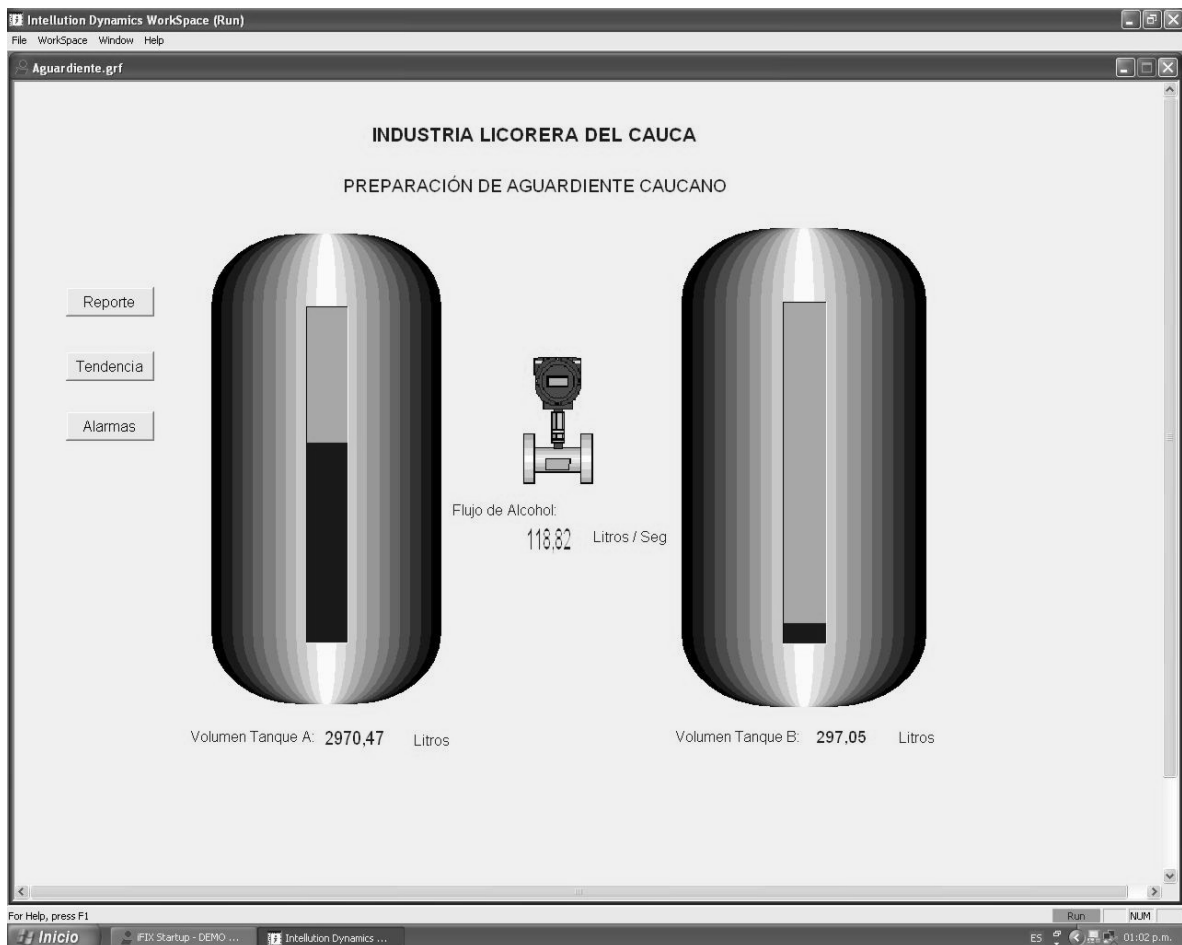 Intellution Dynamics WorkSpace (Run)
File WorkSpace Window Help
Aguardiente.grf
INDUSTRIA LICORERA DEL CAUCA
PREPARACIÓN DE AGUARDIENTE CAUCANO
Reporte
Tendencia
Alarmas
Flujo de Alcohol:
118,82 Litros / Seg
Volumen Tanque A: 2970,47 Litros
Volumen Tanque B: 297,05 Litros
For Help, press F1
Run NUM
Inicio
iFIX Startup - DEMO ...
Intellution Dynamics ...
ES
01:02 p.m.